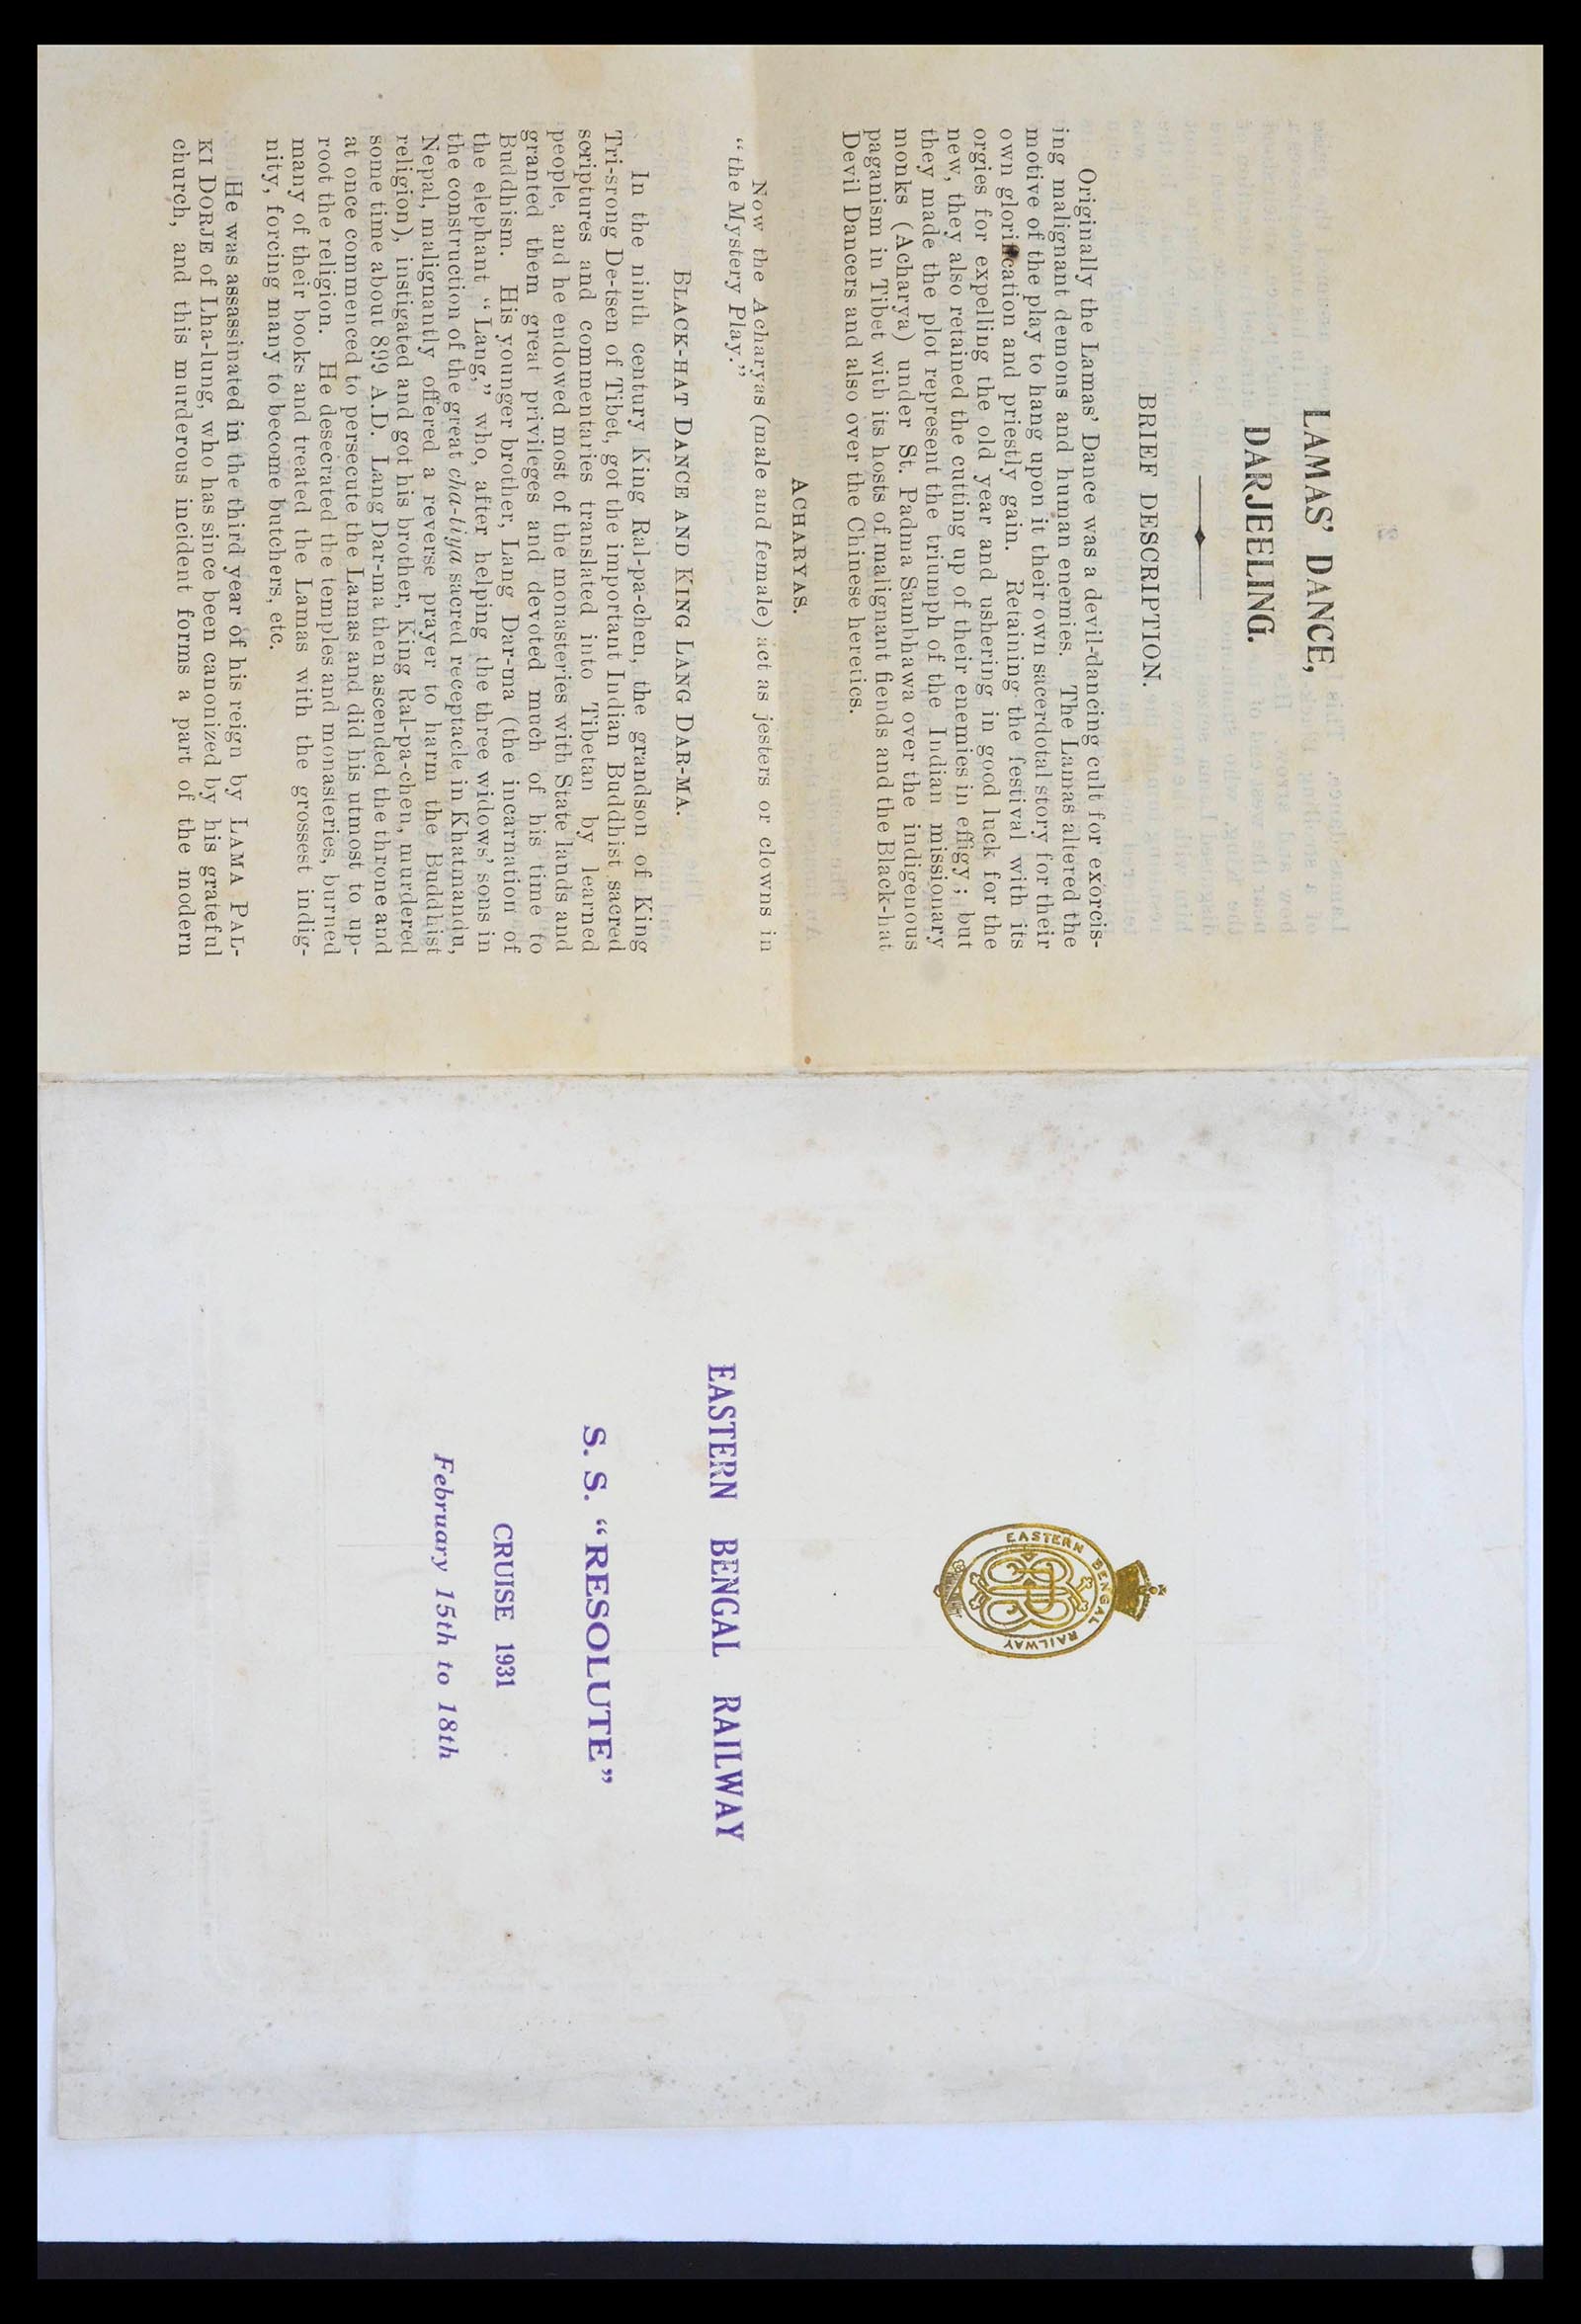 LAMAS' DANCE,
DARJEELING.
BRIEF DESCRIPTION.
Originally the Lamas' Dance was a devil-dancing cult for exorcis-
ing malignant demons and human enemies. The Lamas altered the
motive of the play to hang upon it their own sacerdotal story for their
own glorification and priestly gain. Retaining the festival with its
orgies for expelling the old year and ushering in good luck for the
new, they also retained the cutting up of their enemies in effigy; but
they made the plot represent the triumph of the Indian missionary
monks (Acharya) under St. Padma Sambhawa over the indigenous
paganism in Tibet with its hosts of malignant fiends and the Black-hat
Devil Dancers and also over the Chinese heretics.
ACHARYAS.
Now the Acharyas (male and female) act as jesters or clowns in
“the Mystery Play.”
BLACK-HAT DANCE AND KING LANG DAR-MA.
In the ninth century King Ral-pa-chen, the grandson of King
Tri-srong De-tsen of Tibet, got the important Indian Buddhist sacred
scriptures and commentaries translated into Tibetan by learned
people, and he endowed most of the monasteries with State lands and
granted them great privileges and devoted much of his time to
Buddhism. His younger brother, Lang Dar-ma (the incarnation of
the elephant “Lang,” who, after helping the three widows' sons in
the construction of the great cha-tiya sacred receptacle in Khatmandu,
Nepal, malignantly offered a reverse prayer to harm the Buddhist
religion), instigated and got his brother, King Ral-pa-chen, murdered
some time about 899 A.D. Lang Dar-ma then ascended the throne and
at once commenced to persecute the Lamas and did his utmost to up-
root the religion. He desecrated the temples and monasteries, burned
many of their books and treated the Lamas with the grossest indig-
nity, forcing many to become butchers, etc.
He was assassinated in the third year of his reign by LAMA PAL-
KI DORJE of Lha-lung, who has since been canonized by his grateful
church, and this murderous incident forms a part of the modern
EASTERN BENGAL RAILWAY
EASTERN BENGAL RAILWAY
S. S. “RESOLUTE”
CRUISE 1931
February 15th to 18th